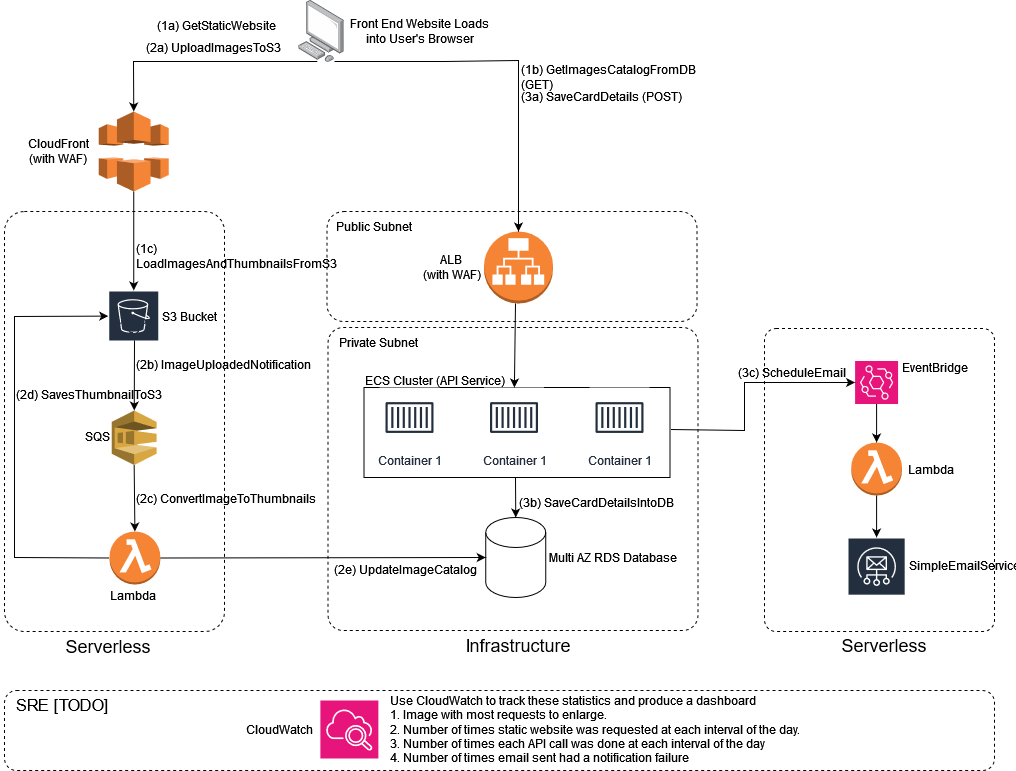 (1a) GetStaticWebsite
(2a) UploadImagesToS3
Front End Website Loads
into User's Browser
(1b) GetImagesCatalogFromDB
(GET)
(3a) SaveCardDetails (POST)
CloudFront
(with WAF)
(1c)
LoadImagesAndThumbnailsFromS3
S3 Bucket
(2b) ImageUploadedNotification
(2d) SavesThumbnailToS3
SQS
(2c) ConvertImageToThumbnails
Lambda
Serverless
Public Subnet
ALB
(with WAF)
Private Subnet
ECS Cluster (API Service)
Container 1
Container 1
Container 1
(3b) SaveCardDetailsIntoDB
Multi AZ RDS Database
(2e) UpdateImageCatalog
Infrastructure
(3c) ScheduleEmail
EventBridge
Lambda
SimpleEmailService
Serverless
SRE [TODO]
CloudWatch
Use CloudWatch to track these statistics and produce a dashboard
1. Image with most requests to enlarge.
2. Number of times static website was requested at each interval of the day.
3. Number of times each API call was done at each interval of the day
4. Number of times email sent had a notification failure